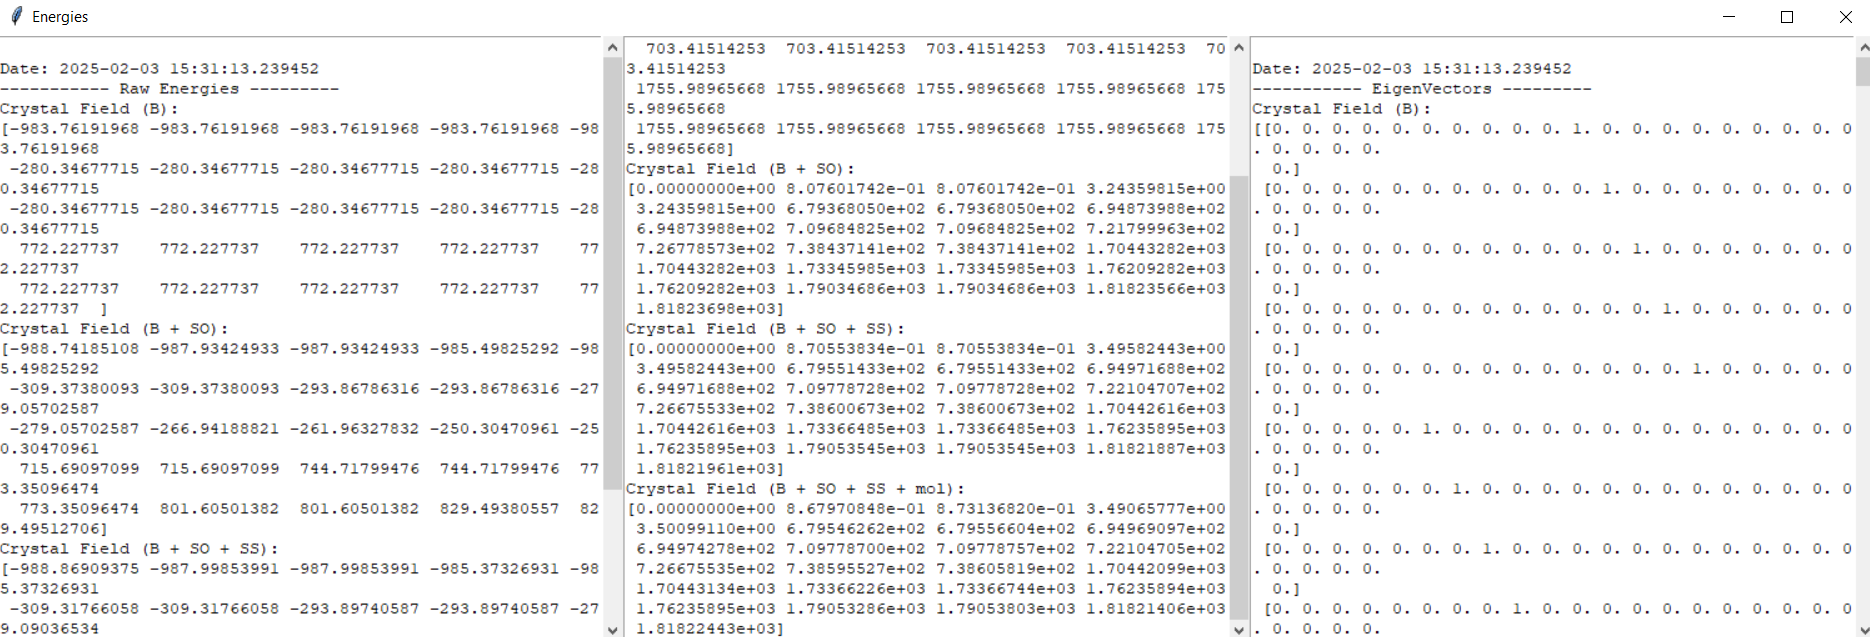 Energies
Date: 2025-02-03 15:31:13.239452
----------- Raw Energies ---------
Crystal Field (B):
[-983.76191968 -983.76191968 -983.76191968 -983.76191968 -98
3.76191968
 -280.34677715 -280.34677715 -280.34677715 -280.34677715 -28
0.34677715
 -280.34677715 -280.34677715 -280.34677715 -280.34677715 -28
0.34677715
  772.227737    772.227737    772.227737    772.227737    77
2.227737
  772.227737    772.227737    772.227737    772.227737    77
2.227737  ]
Crystal Field (B + SO):
[-988.74185108 -987.93424933 -987.93424933 -985.49825292 -98
5.49825292
 -309.37380093 -309.37380093 -293.86786316 -293.86786316 -27
9.05702587
 -279.05702587 -266.94188821 -261.96327832 -250.30470961 -25
0.30470961
  715.69097099  715.69097099  744.71799476  744.71799476  77
3.35096474
  773.35096474  801.60501382  801.60501382  829.49380557  82
9.49512706]
Crystal Field (B + SO + SS):
[-988.86909375 -987.99853991 -987.99853991 -985.37326931 -98
5.37326931
 -309.31766058 -309.31766058 -293.89740587 -293.89740587 -27
9.09036534
  703.41514253  703.41514253  703.41514253  703.41514253  70
3.41514253
 1755.98965668 1755.98965668 1755.98965668 1755.98965668 175
5.98965668
 1755.98965668 1755.98965668 1755.98965668 1755.98965668 175
5.98965668]
Crystal Field (B + SO):
[0.00000000e+00 8.07601742e-01 8.07601742e-01 3.24359815e+00
 3.24359815e+00 6.79368050e+02 6.79368050e+02 6.94873988e+02
 6.94873988e+02 7.09684825e+02 7.09684825e+02 7.21799963e+02
 7.26778573e+02 7.38437141e+02 7.38437141e+02 1.70443282e+03
 1.70443282e+03 1.73345985e+03 1.73345985e+03 1.76209282e+03
 1.76209282e+03 1.79034686e+03 1.79034686e+03 1.81823566e+03
 1.81823698e+03]
Crystal Field (B + SO + SS):
[0.00000000e+00 8.70553834e-01 8.70553834e-01 3.49582443e+00
 3.49582443e+00 6.79551433e+02 6.79551433e+02 6.94971688e+02
 6.94971688e+02 7.09778728e+02 7.09778728e+02 7.22104707e+02
 7.26675533e+02 7.38600673e+02 7.38600673e+02 1.70442616e+03
 1.70442616e+03 1.73366485e+03 1.73366485e+03 1.76235895e+03
 1.76235895e+03 1.79053545e+03 1.79053545e+03 1.81821887e+03
 1.81821961e+03]
Crystal Field (B + SO + SS + mol):
[0.00000000e+00 8.67970848e-01 8.73136820e-01 3.49065777e+00
 3.50099110e+00 6.79546262e+02 6.79556604e+02 6.94969097e+02
 6.94974278e+02 7.09778700e+02 7.09778757e+02 7.22104705e+02
 7.26675535e+02 7.38595527e+02 7.38605819e+02 1.70442099e+03
 1.70443134e+03 1.73366226e+03 1.73366744e+03 1.76235894e+03
 1.76235895e+03 1.79053286e+03 1.79053803e+03 1.81821406e+03
 1.81822443e+03]
Date: 2025-02-03 15:31:13.239452
----------- EigenVectors ---------
Crystal Field (B):
[[0. 0. 0. 0. 0. 0. 0. 0. 0. 0. 1. 0. 0. 0. 0. 0. 0. 0. 0. 0
. 0. 0. 0. 0.
  0.]
 [0. 0. 0. 0. 0. 0. 0. 0. 0. 0. 0. 1. 0. 0. 0. 0. 0. 0. 0. 0
. 0. 0. 0. 0.
  0.]
 [0. 0. 0. 0. 0. 0. 0. 0. 0. 0. 0. 0. 1. 0. 0. 0. 0. 0. 0. 0
. 0. 0. 0. 0.
  0.]
 [0. 0. 0. 0. 0. 0. 0. 0. 0. 0. 0. 0. 0. 1. 0. 0. 0. 0. 0. 0
. 0. 0. 0. 0.
  0.]
 [0. 0. 0. 0. 0. 0. 0. 0. 0. 0. 0. 0. 0. 0. 1. 0. 0. 0. 0. 0
. 0. 0. 0. 0.
  0.]
 [0. 0. 0. 0. 0. 1. 0. 0. 0. 0. 0. 0. 0. 0. 0. 0. 0. 0. 0. 0
. 0. 0. 0. 0.
  0.]
 [0. 0. 0. 0. 0. 0. 1. 0. 0. 0. 0. 0. 0. 0. 0. 0. 0. 0. 0. 0
. 0. 0. 0. 0.
  0.]
 [0. 0. 0. 0. 0. 0. 0. 1. 0. 0. 0. 0. 0. 0. 0. 0. 0. 0. 0. 0
. 0. 0. 0. 0.
  0.]
 [0. 0. 0. 0. 0. 0. 0. 0. 1. 0. 0. 0. 0. 0. 0. 0. 0. 0. 0. 0
. 0. 0. 0. 0.